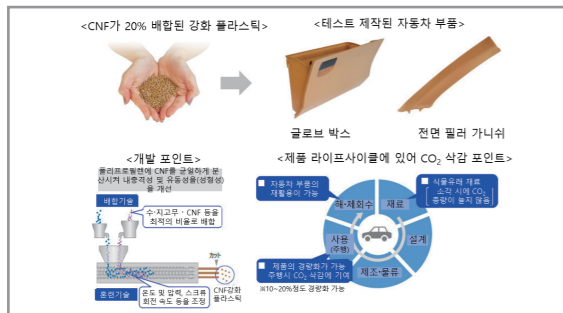 <CNF가 20% 배합된 강화 플라스틱>
<테스트 제작된 자동차 부품>
글로브 박스
전면 필러 가니쉬
<개발 포인트>
폴리프로필렌에 CNF를 균일하게 분
산시켜 내충격성 및 유동성율(성형성)
을 개선
배합기술
수·지고무·CNF 등을
최적의 비율로 배합
CNF강화
플라스틱
혼련기술
온도 및 압력, 스크류
회전 속도 등을 조정
<제품 라이프사이클에 있어 CO₂ 삭감 포인트>
자동차 부품의
재활용이 가능
해·체회수
재료
식물유래 재료
소각 시에 CO₂
총량이 늘지 않음
사용
(주행)
설계
제품의 경량화가 가능
주행시 CO₂ 삭감에 기여
제조·물류
※10~20%정도 경량화 가능